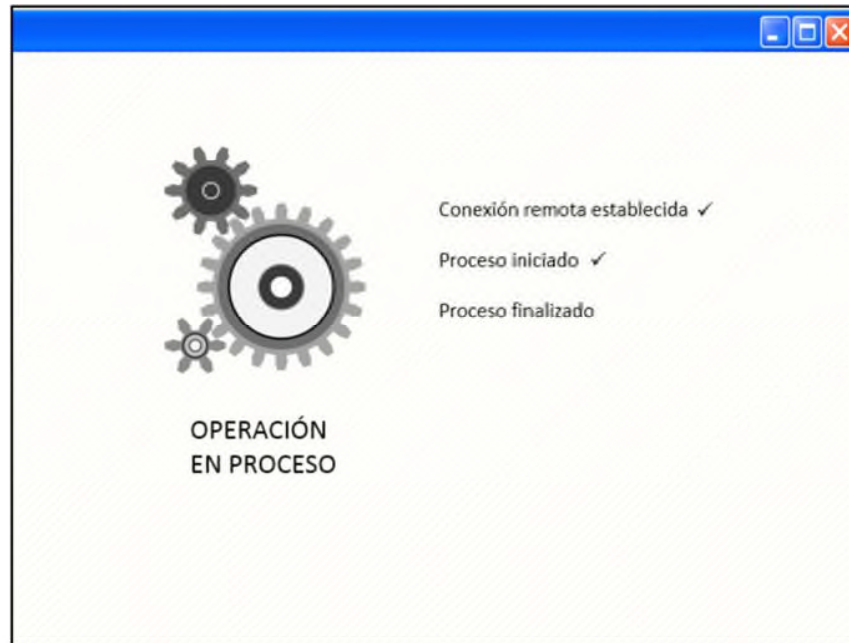 Conexión remota establecida ✓
Proceso iniciado ✓
Proceso finalizado
OPERACIÓN
EN PROCESO